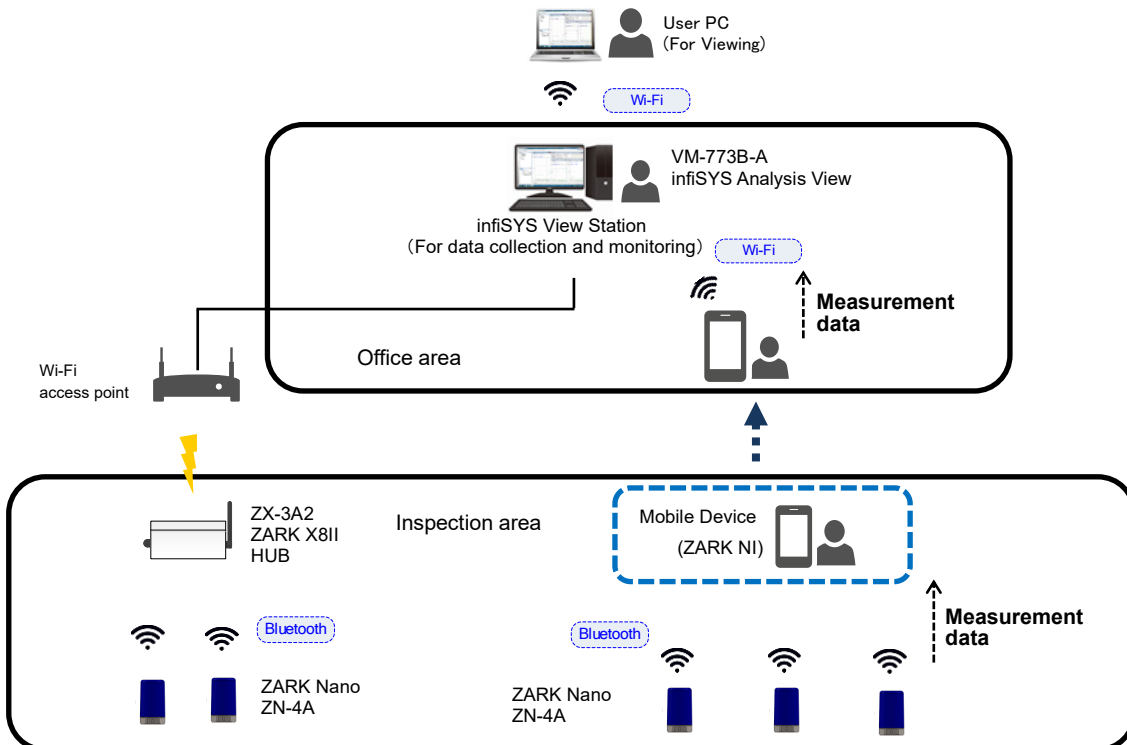 User PC
(For Viewing)
Wi-Fi
VM-773B-A
infiSYS Analysis View
infiSYS View Station
（For data collection and monitoring）
Wi-Fi
Measurement
data
Office area
Wi-Fi
access point
ZX-3A2
ZARK X8II
HUB
Inspection area
Mobile Device
(ZARK NI)
Bluetooth
Bluetooth
Measurement
data
ZARK Nano
ZN-4A
ZARK Nano
ZN-4A